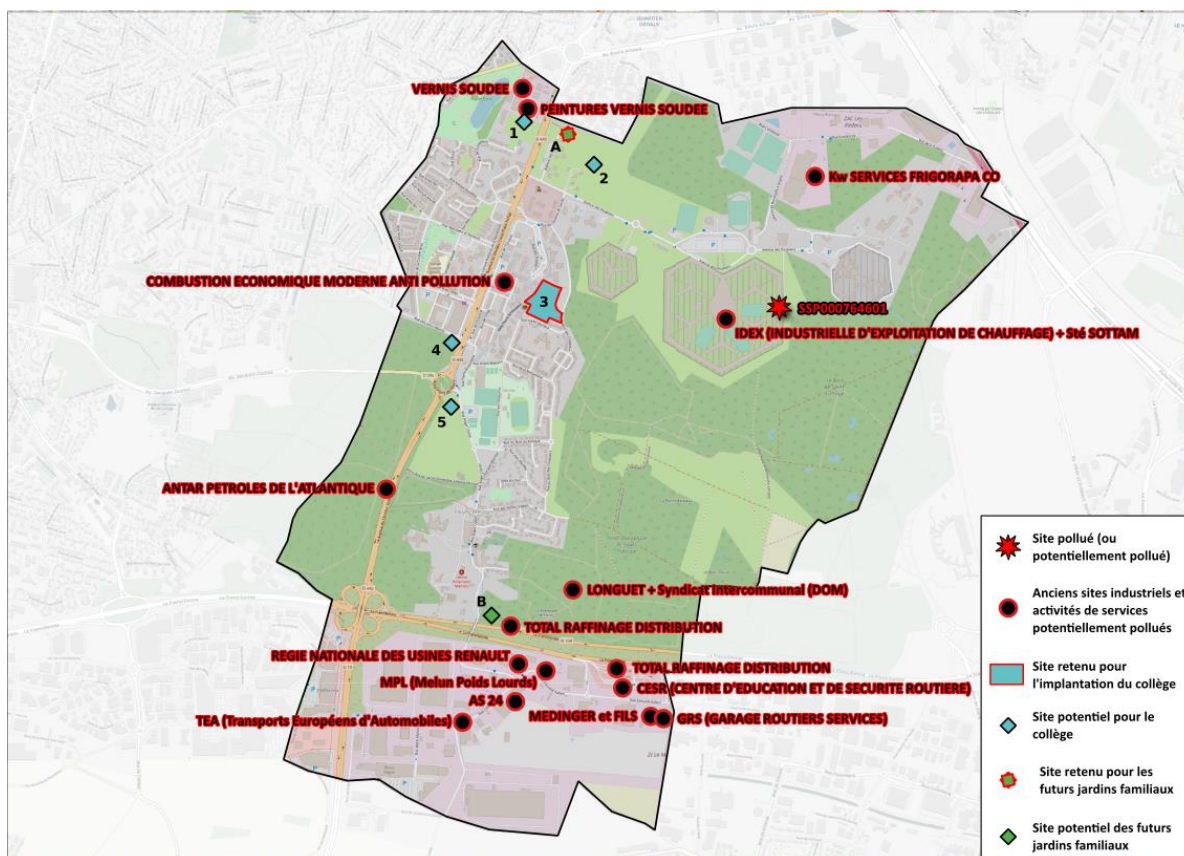 VERNIS SOUDEE
PEINTURES VERNIS SOUDEE
1
A
2
Kw SERVICES FRIGORAPA CO
COMBUSTION ECONOMIQUE MODERNE ANTI POLLUTION
3
SSP000764601
IDEX (INDUSTRIELLE D'EXPLOITATION DE CHAUFFAGE) + Sté SOTTAM
4
5
ANTAR PETROLES DE L'ATLANTIQUE
LONGUET + Syndicat Intercommunal (DOM)
B
TOTAL RAFFINAGE DISTRIBUTION
REGIE NATIONALE DES USINES RENAULT
TOTAL RAFFINAGE DISTRIBUTION
MPL (Melun Poids Lourds)
CESR (CENTRE D'EDUCATION ET DE SECURITE ROUTIERE)
AS 24
TEA (Transports Européens d'Automobiles)
MEDINGER et FILS
GRS (GARAGE ROUTIERS SERVICES)
Site pollué (ou
potentiellement pollué)
Anciens sites industriels et
activités de services
potentiellement pollués
Site retenu pour
l'implantation du collège
Site potentiel pour le
collège
Site retenu pour les
futurs jardins familiaux
Site potentiel des futurs
jardins familiaux